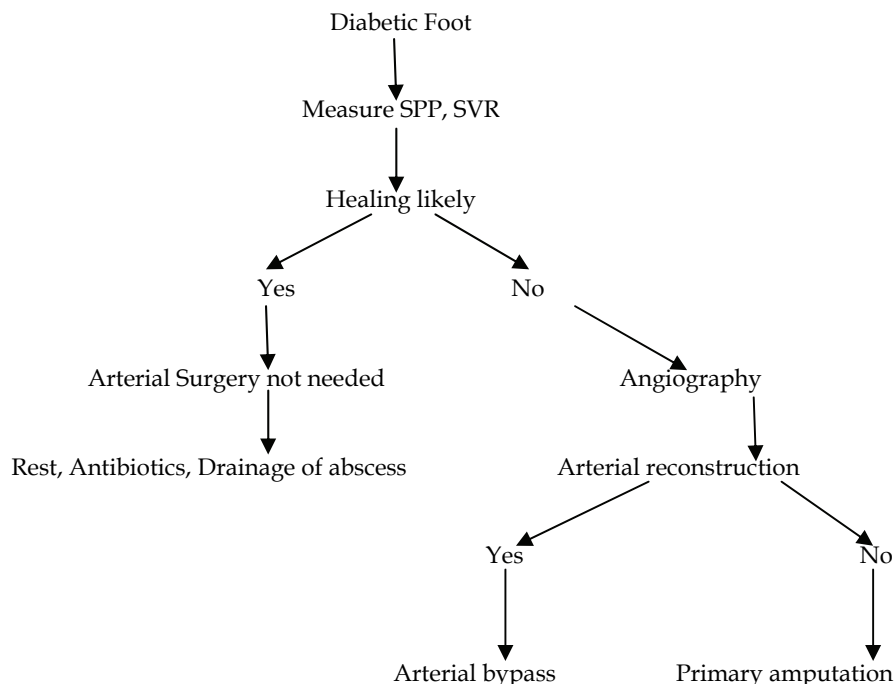 Diabetic Foot
Measure SPP, SVR
Healing likely
Yes
No
Arterial Surgery not needed
Angiography
Rest, Antibiotics, Drainage of abscess
Arterial reconstruction
Yes
No
Arterial bypass
Primary amputation